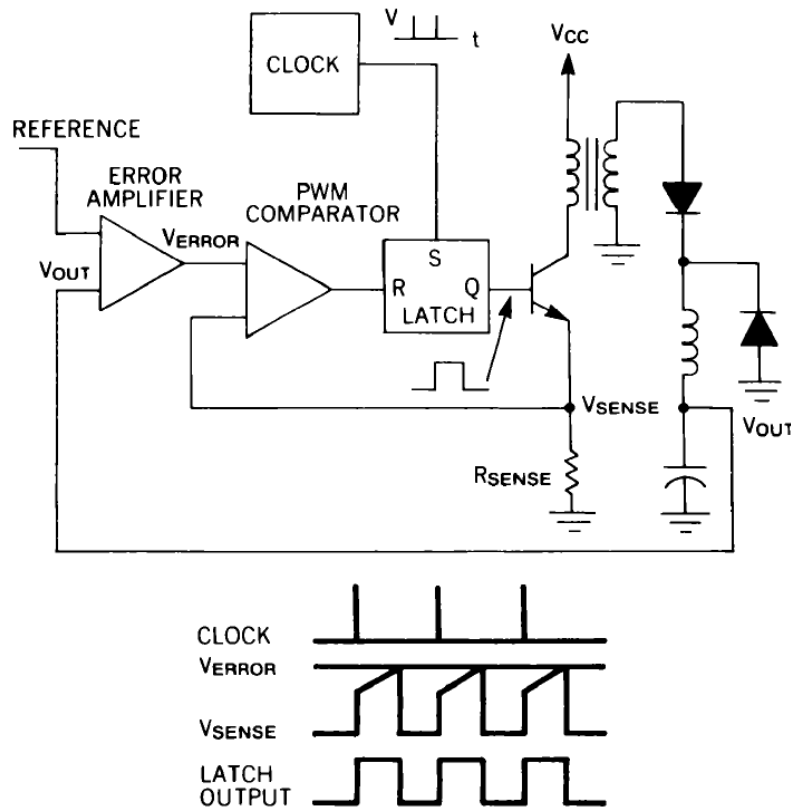 V
t
VCC
CLOCK
REFERENCE
ERROR
AMPLIFIER
PWM
COMPARATOR
VERROR
VOUT
S
R
Q
LATCH
VSENSE
VOUT
RSENSE
CLOCK
VERROR
VSENSE
LATCH
OUTPUT